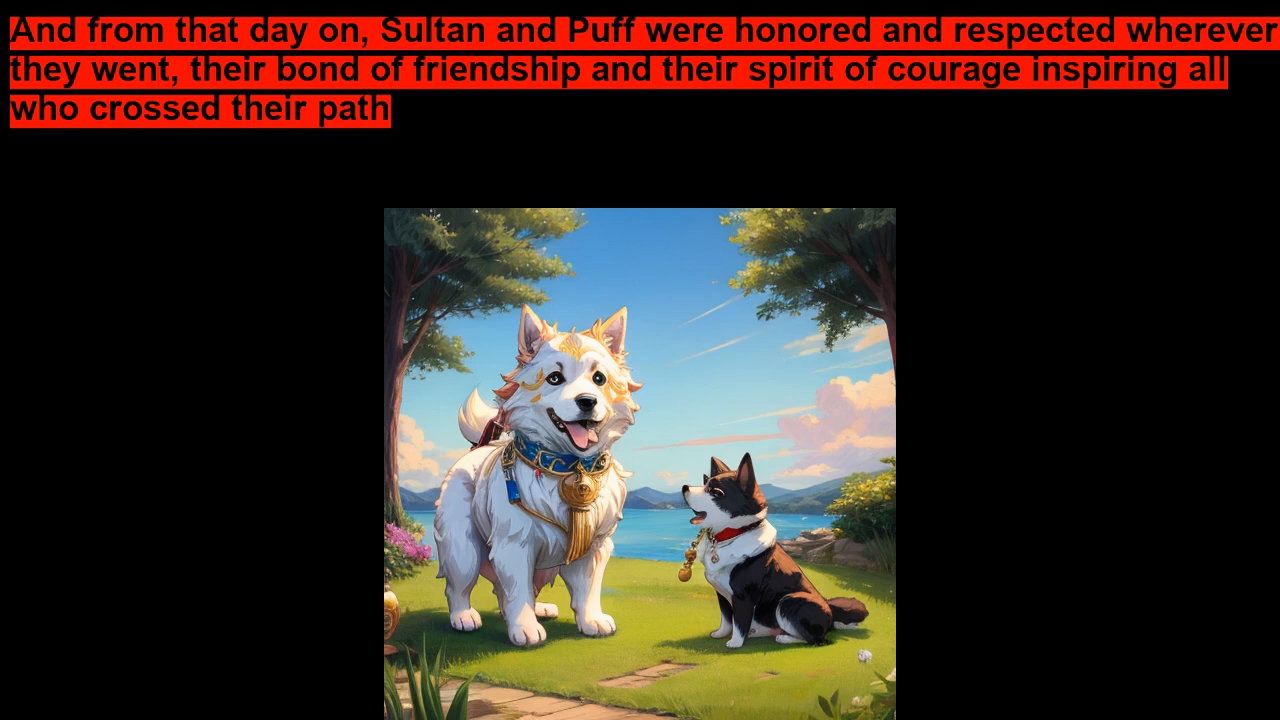 And from that day on, Sultan and Puff were honored and respected wherever
they went, their bond of friendship and their spirit of courage inspiring all
who crossed their path